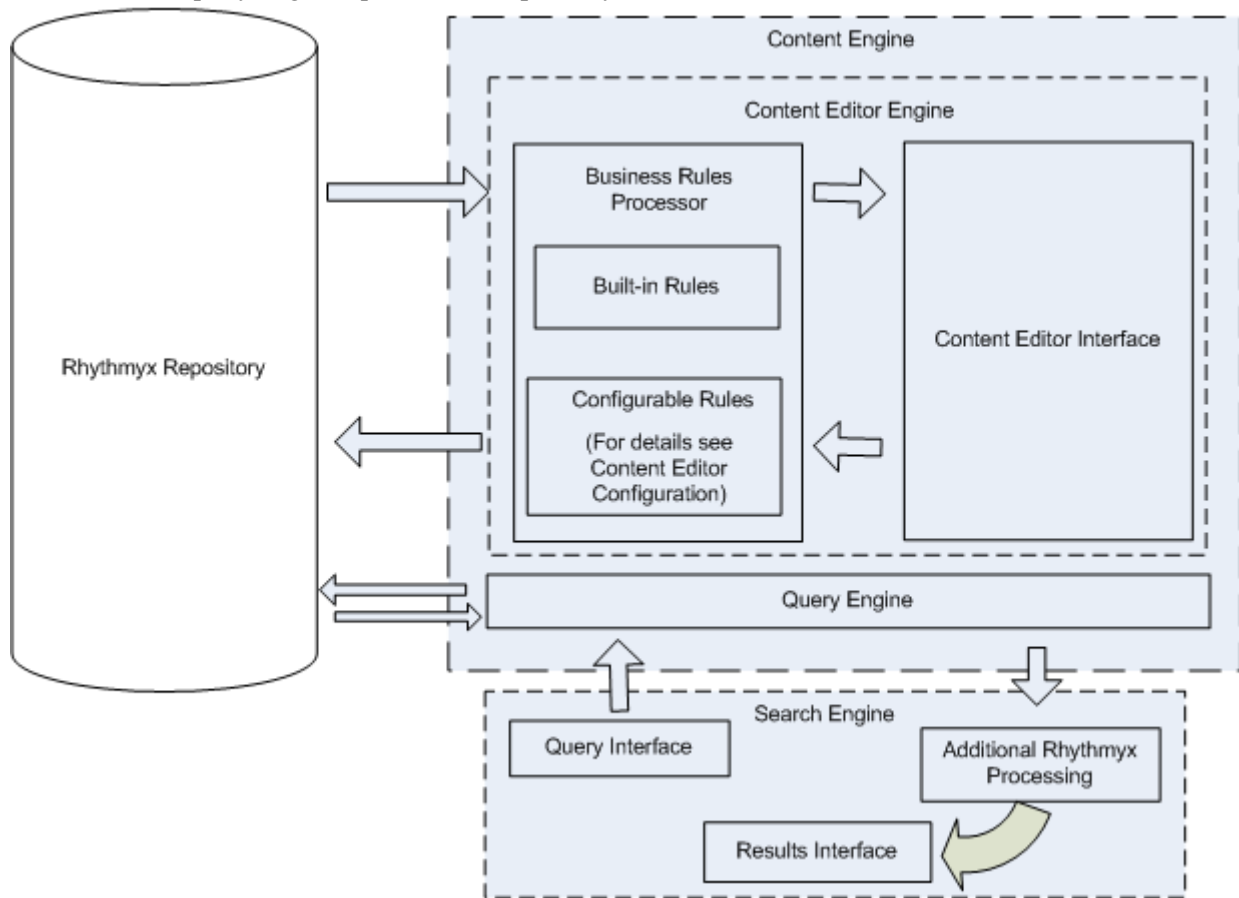 Content Engine
Content Editor Engine
Business Rules
Processor
Built-in Rules
Configurable Rules
(For details see
Content Editor
Configuration)
Content Editor Interface
Rhythmyx Repository
Query Engine
Search Engine
Query Interface
Additional Rhythmyx
Processing
Results Interface